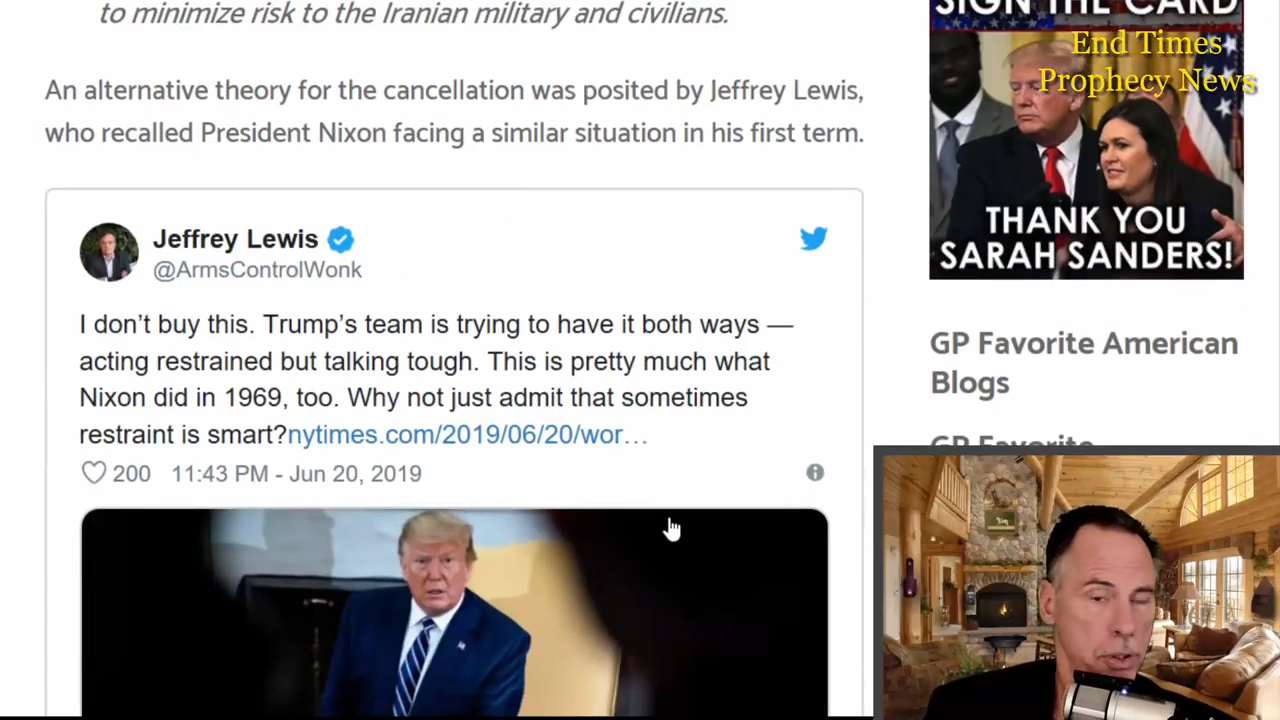 to minimize risk to the Iranian military and civilians.
An alternative theory for the cancellation was posited by Jeffrey Lewis,
who recalled President Nixon facing a similar situation in his first term.
Jeffrey Lewis
@ArmsControlWonk
I don’t buy this. Trump’s team is trying to have it both ways —
acting restrained but talking tough. This is pretty much what
Nixon did in 1969, too. Why not just admit that sometimes
restraint is smart?nytimes.com/2019/06/20/wor…
200 11:43 PM - Jun 20, 2019
SIGN THE CARD
End Times
Prophecy News
THANK YOU
SARAH SANDERS!
GP Favorite American
Blogs
GP Favorite